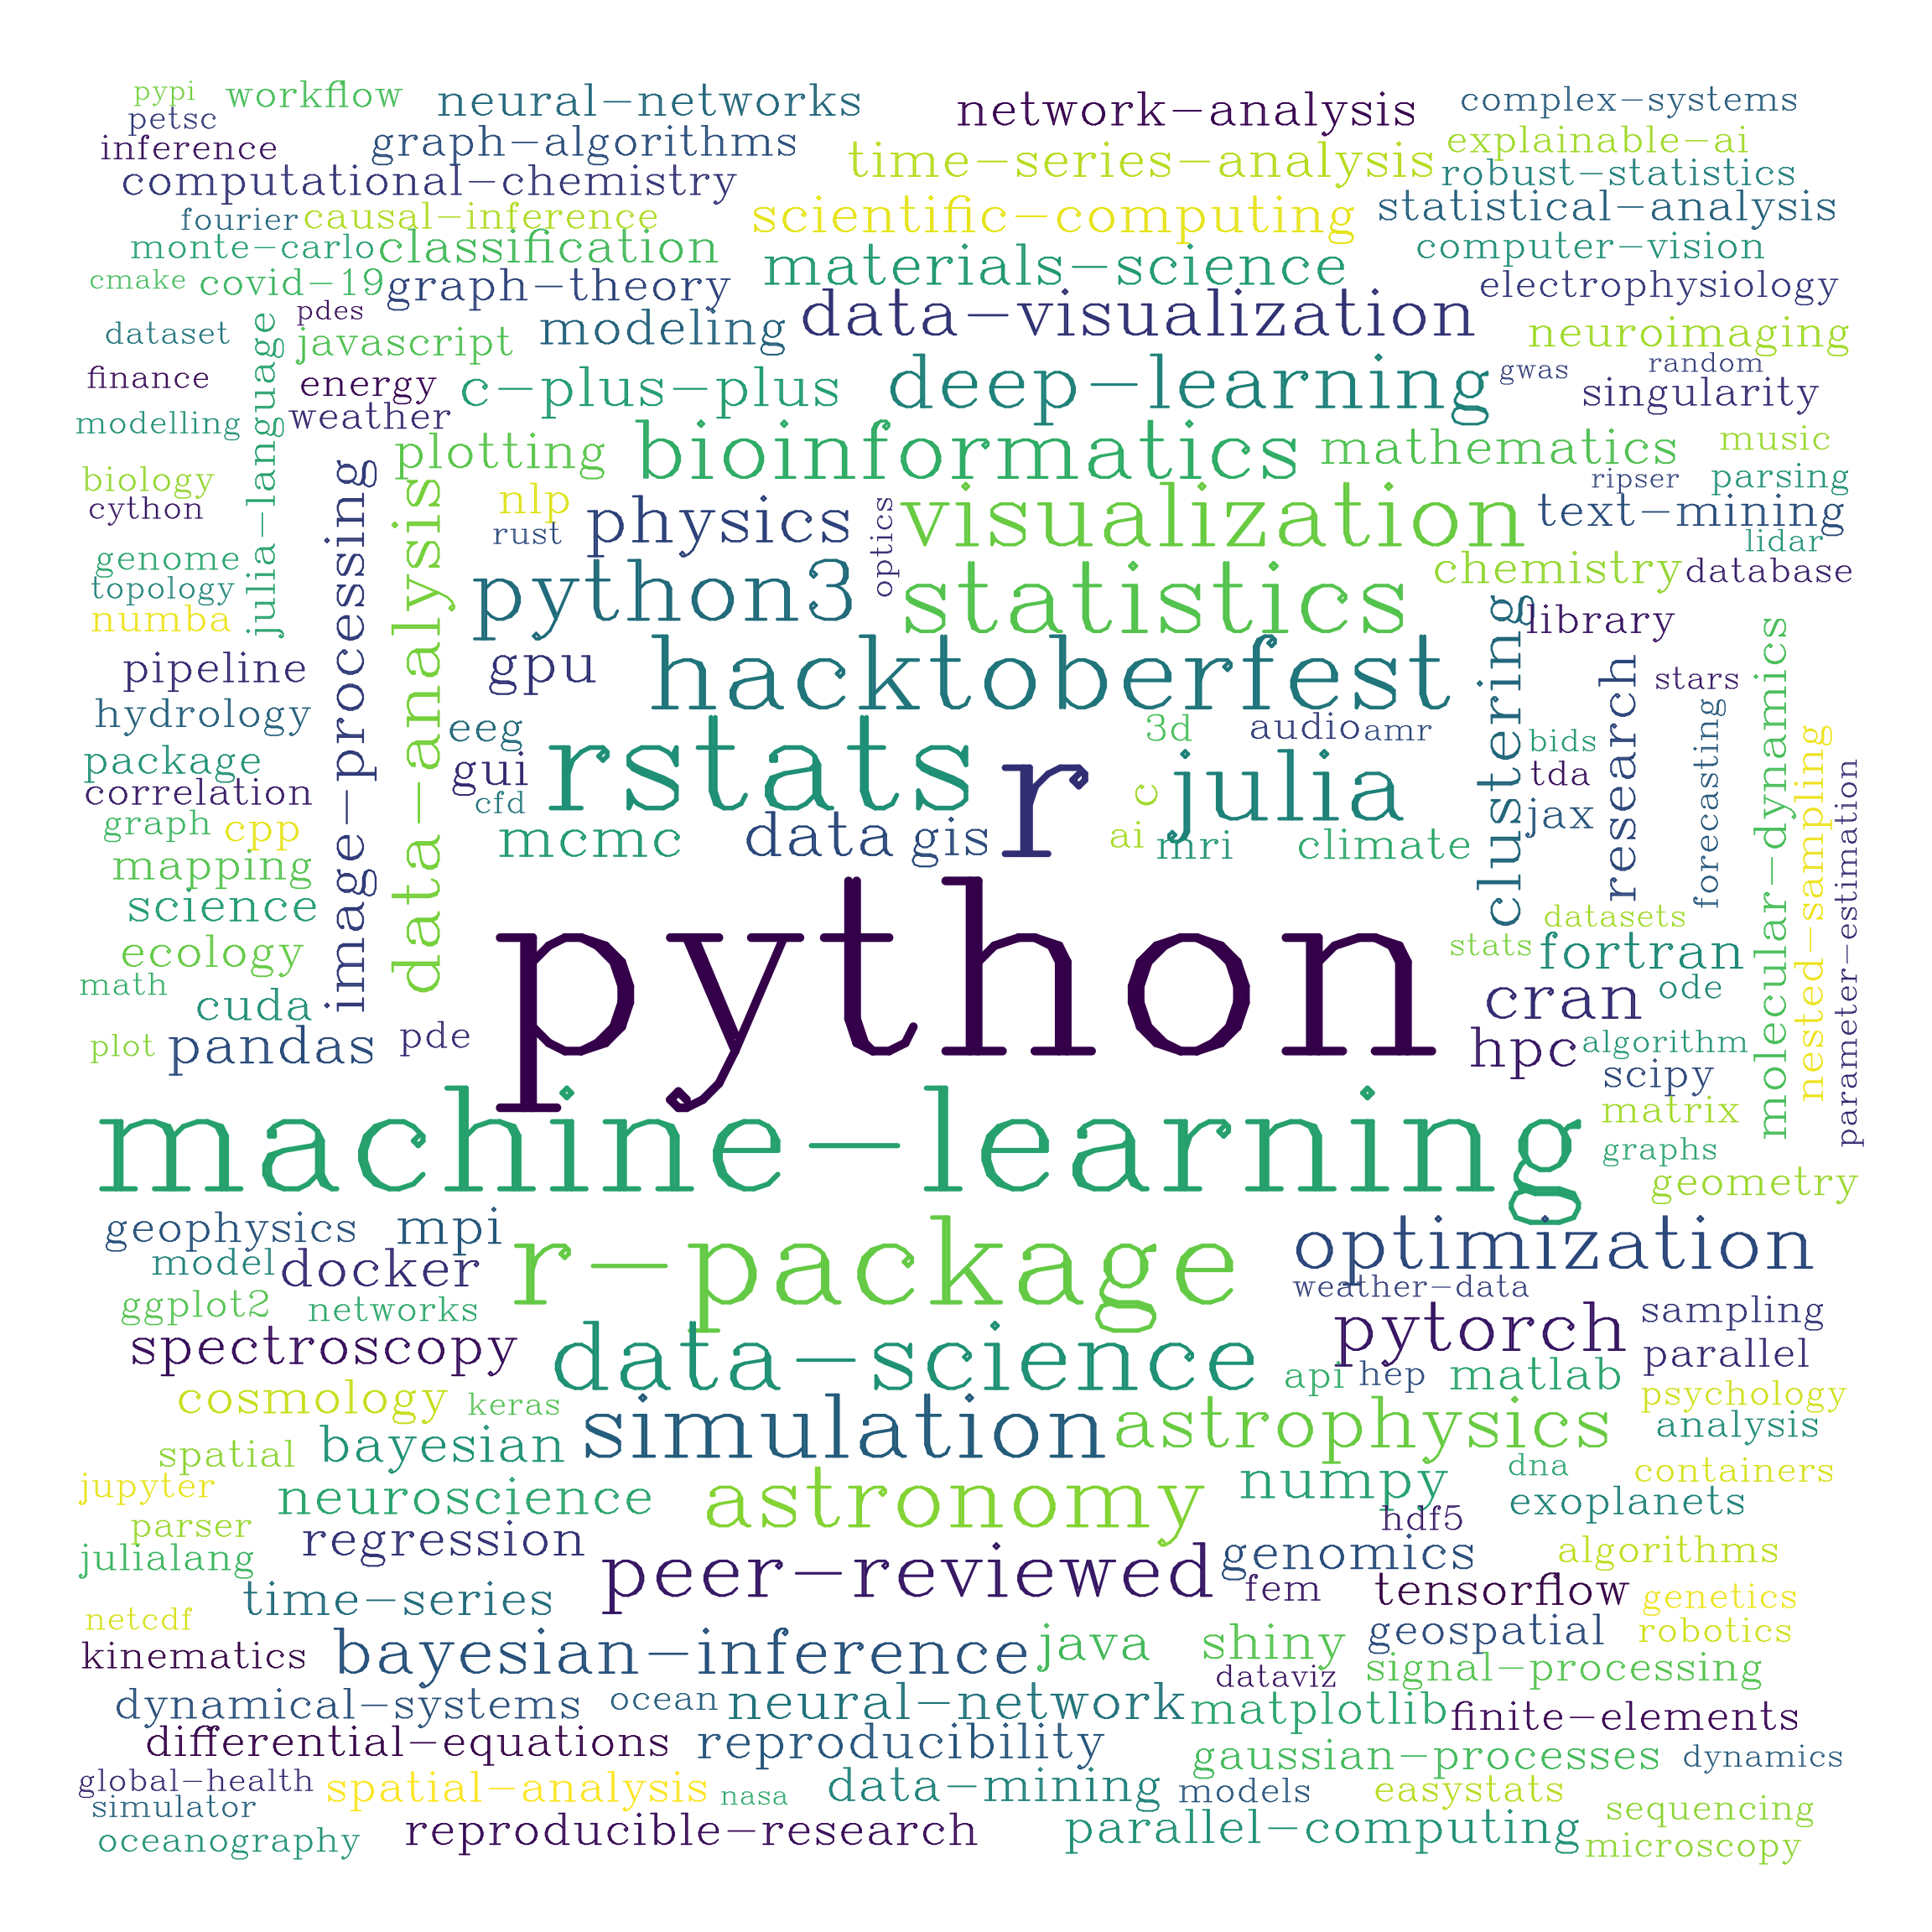 pypi workflow neural-networks network-analysis complex-systems
petsc graph-algorithms explainable-ai
inference time-series-analysis robust-statistics
computational-chemistry scientific-computing statistical-analysis
fourier causal-inference computer-vision
monte-carlo classification materials-science electrophysiology
cmake covid-19 graph-theory data-visualization neuroimaging
pdes
dataset javascript modeling deep-learning gwas random
finance energy c-plus-plus singularity
modelling weather bioinformatics mathematics music
julia-language
plotting
biology nlp physics optics visualization ripser parsing
cython rust text-mining
lidar
image-processing
data-analysis
genome python3 statistics chemistry database
topology
numba library
clustering
pipeline gpu hacktoberfest research stars
molecular-dynamics
hydrology eeg rstats r 3d audio amr bids forecasting
package gui julia tda nested-sampling
correlation cfd c jax parameter-estimation
graph cpp mcmc data gis ai mri climate
mapping
science datasets
ecology python stats fortran
math cuda cran ode
plot pandas pde hpc algorithm
scipy
machine-learning matrix
graphs
geometry
geophysics mpi r-package optimization
model docker weather-data
ggplot2 networks pytorch sampling
spectroscopy data-science parallel
api hep matlab
cosmology keras simulation astrophysics psychology
spatial bayesian analysis
jupyter neuroscience astronomy numpy dna containers
exoplanets
parser regression hdf5
julialang peer-reviewed genomics algorithms
time-series fem tensorflow genetics
netcdf geospatial robotics
kinematics bayesian-inference java shiny signal-processing
dataviz
dynamical-systems ocean neural-network matplotlib finite-elements
differential-equations reproducibility gaussian-processes dynamics
global-health spatial-analysis nasa data-mining models easystats
simulator sequencing
oceanography reproducible-research parallel-computing microscopy